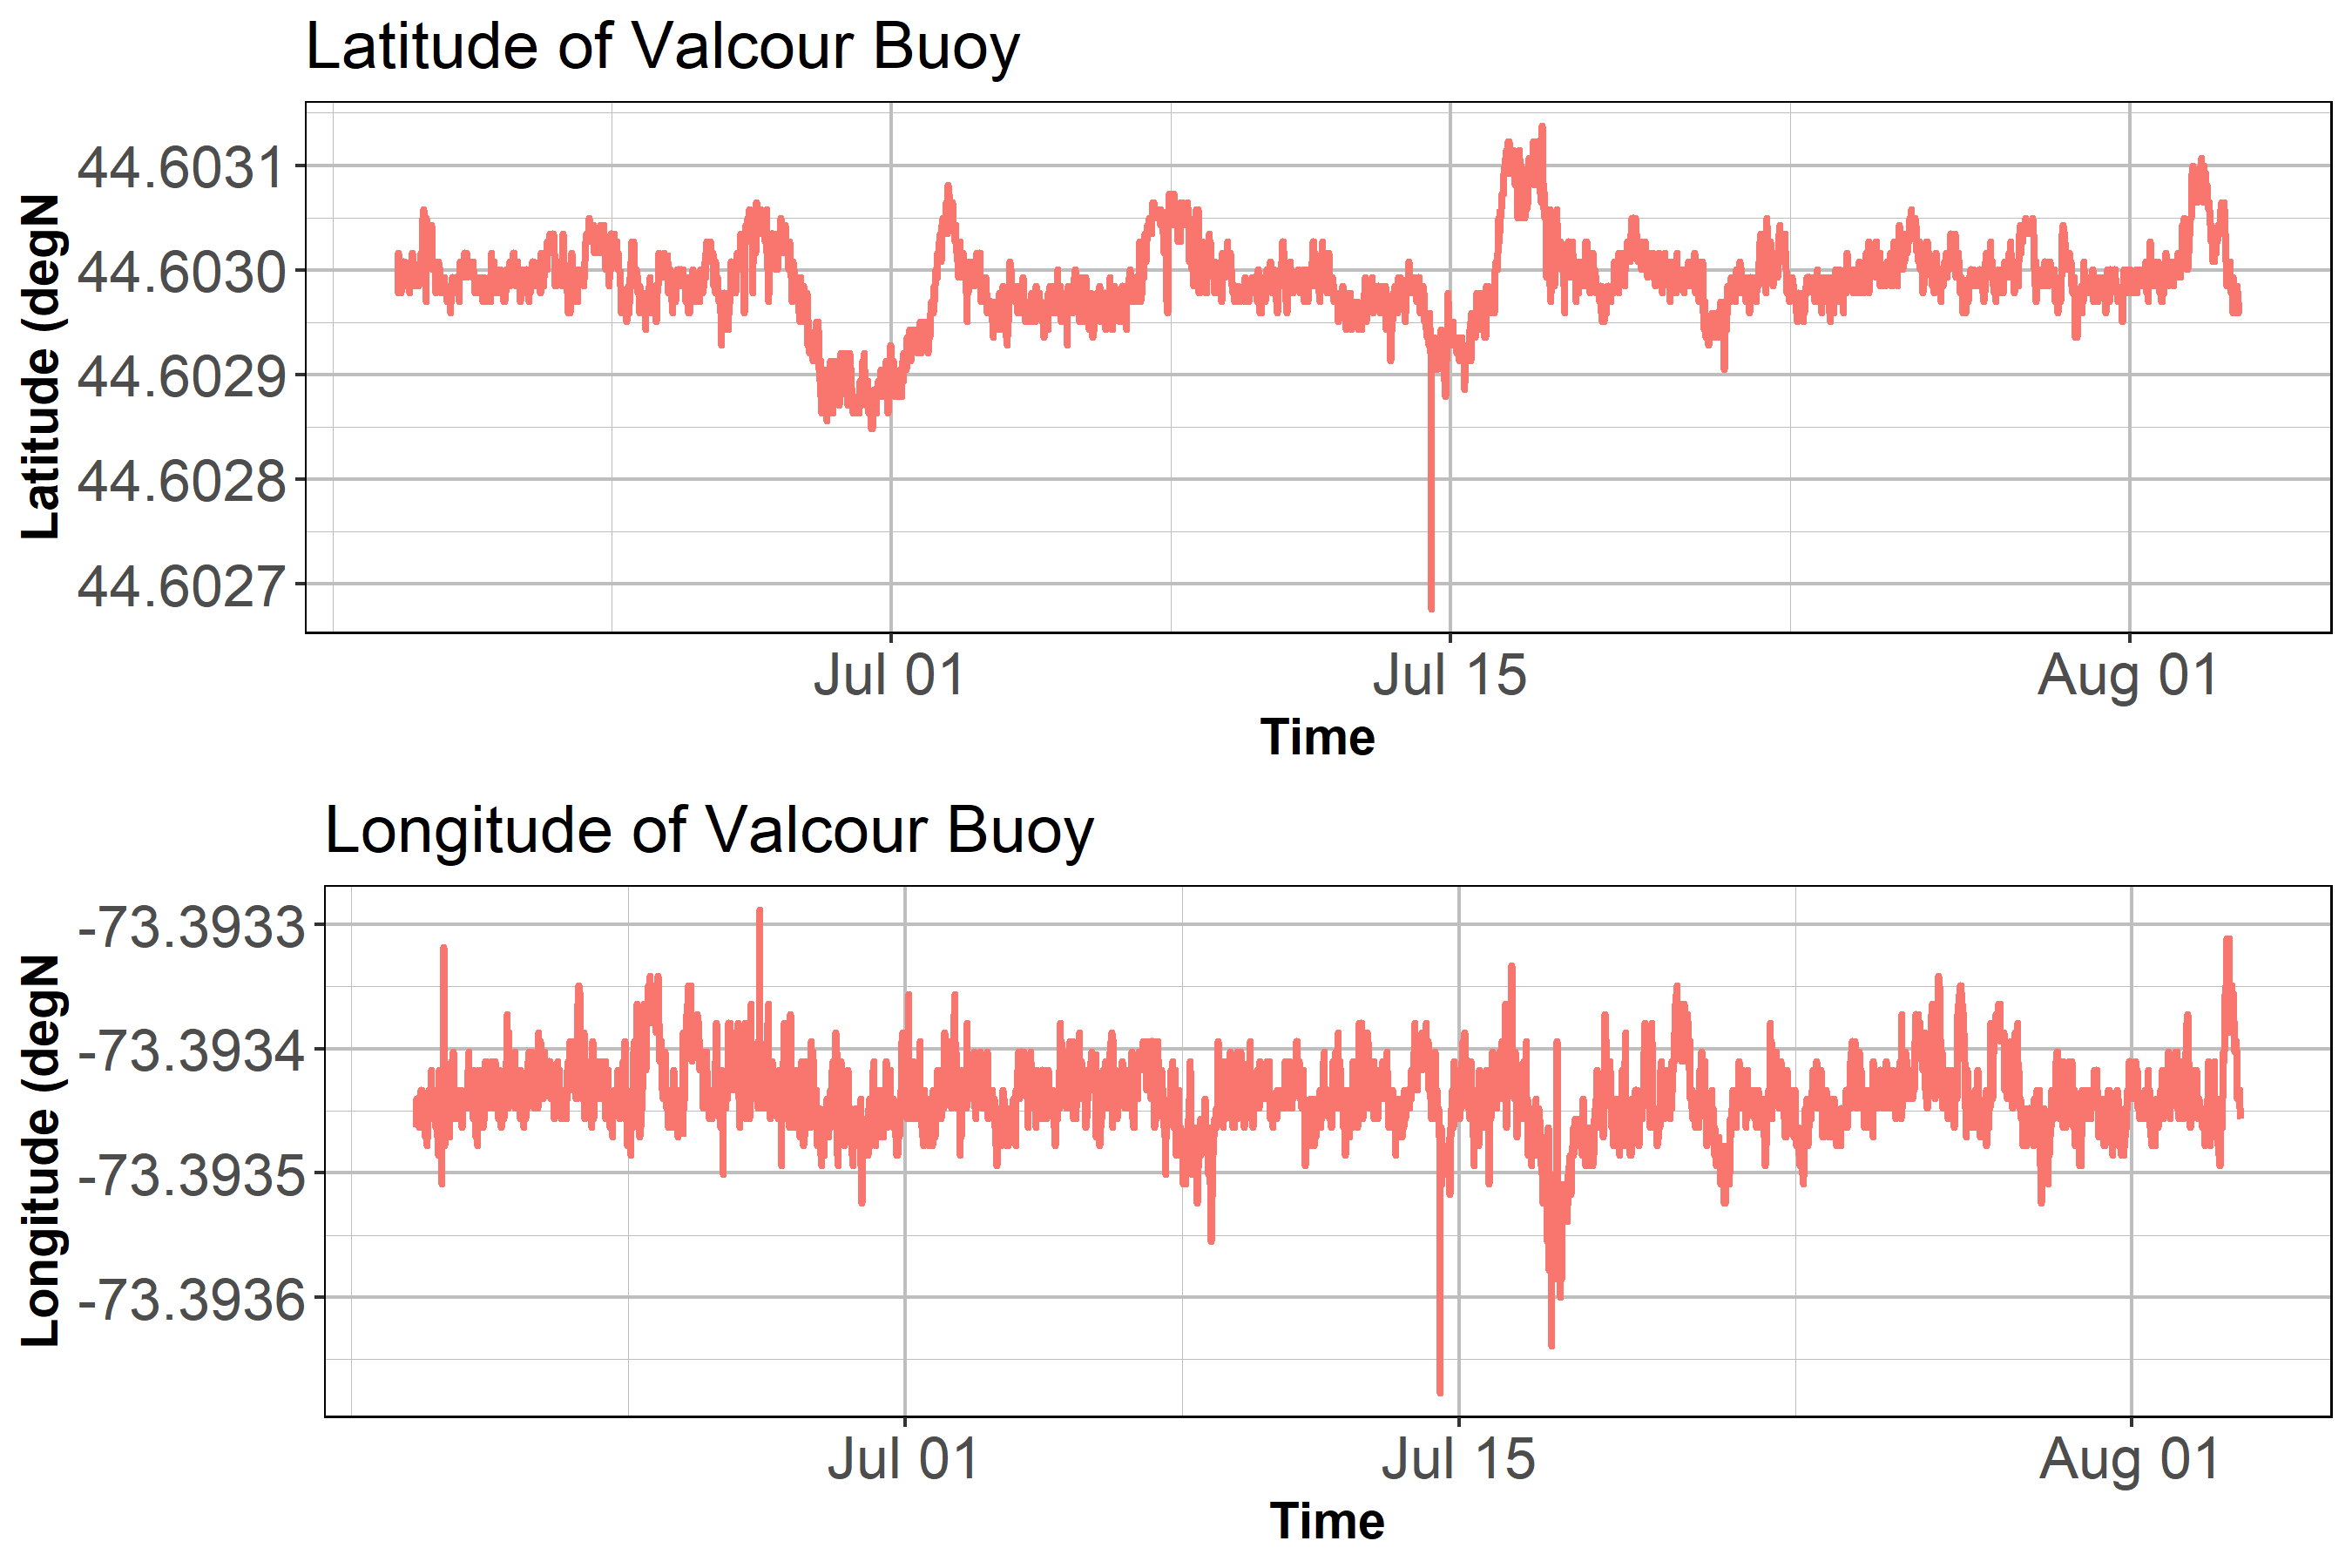 Latitude of Valcour Buoy
Latitude (degN
44.6031
44.6030
44.6029
44.6028
44.6027
Jul 01
Jul 15
Aug 01
Time
Longitude of Valcour Buoy
Longitude (degN
-73.3933
-73.3934
-73.3935
-73.3936
Jul 01
Jul 15
Aug 01
Time